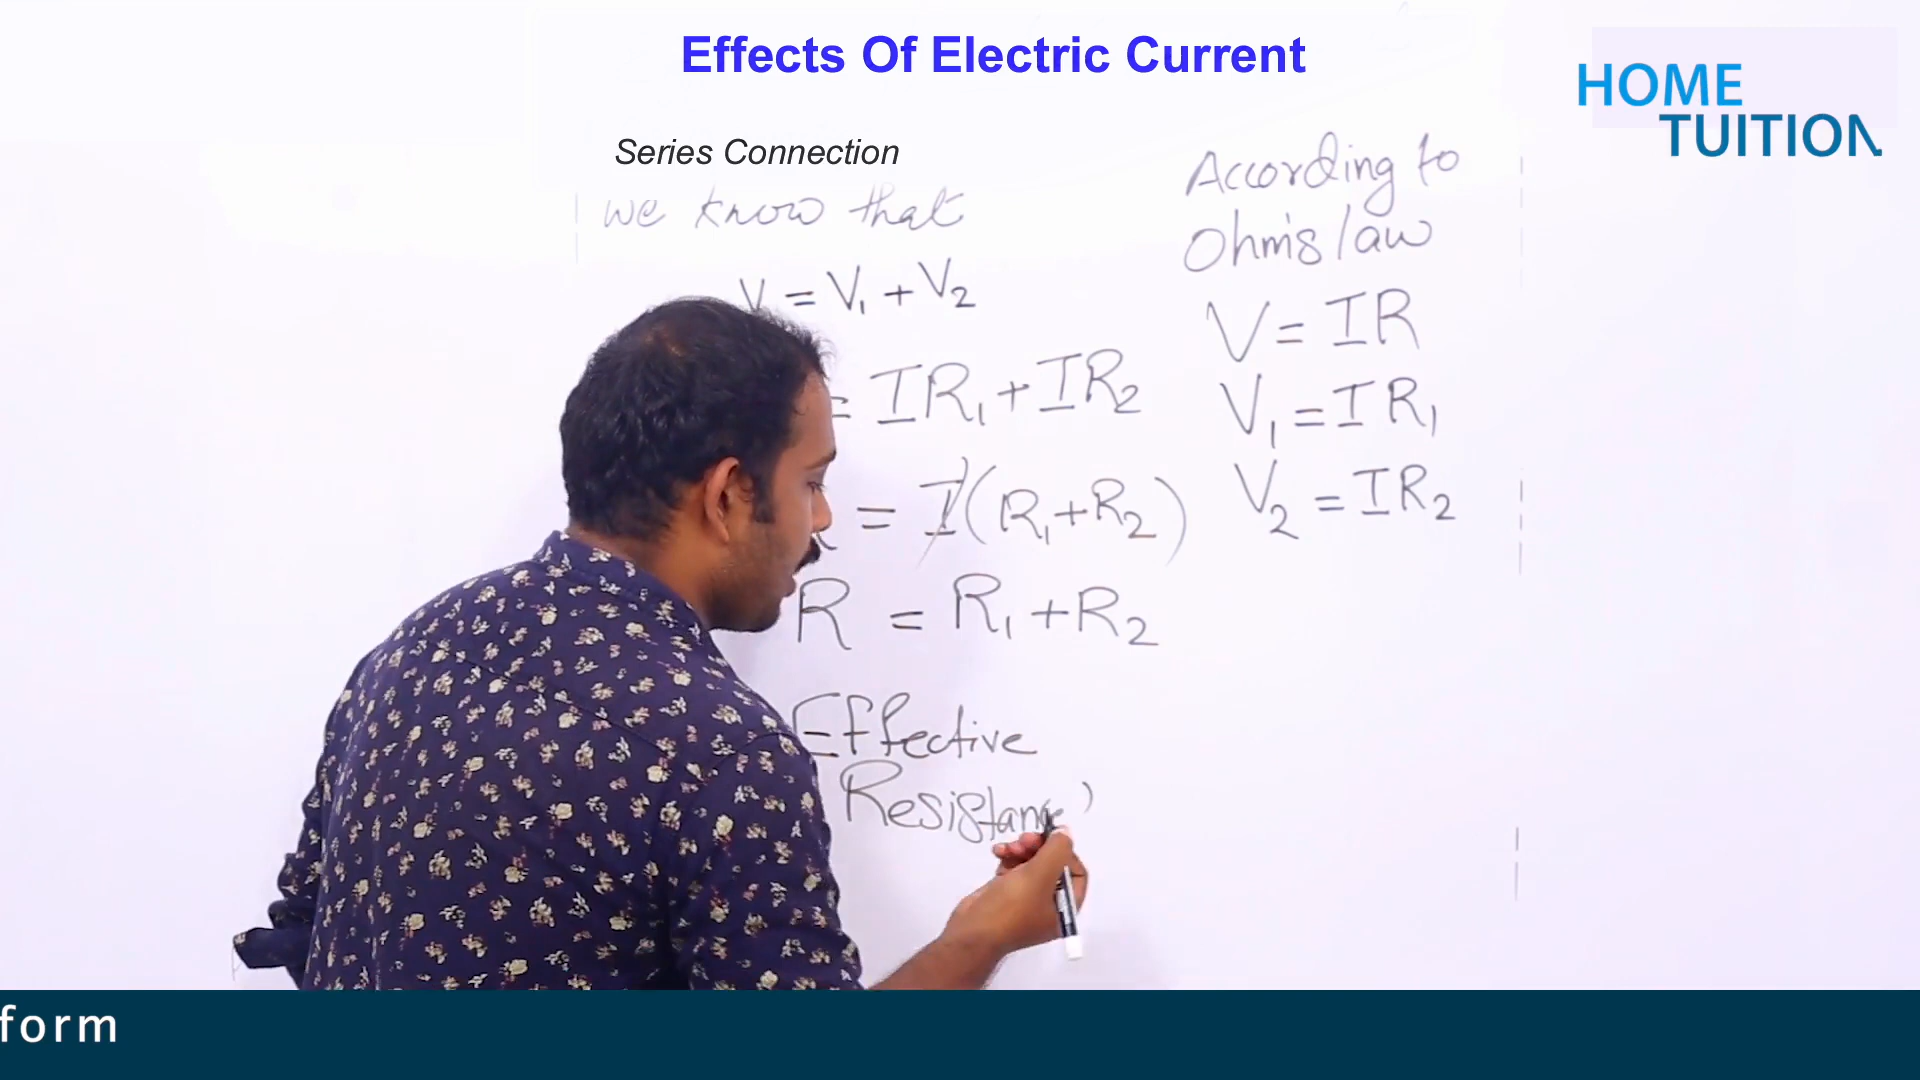 Effects Of Electric Current
HOME
TUITION
Series Connection
we know that
V = V₁ + V₂
= IR₁ + IR₂
= I(R₁+R₂)
R = R₁ + R₂
Effective
Resistance)
According to
Ohm's law
V = IR
V₁ = IR₁
V₂ = IR₂
form